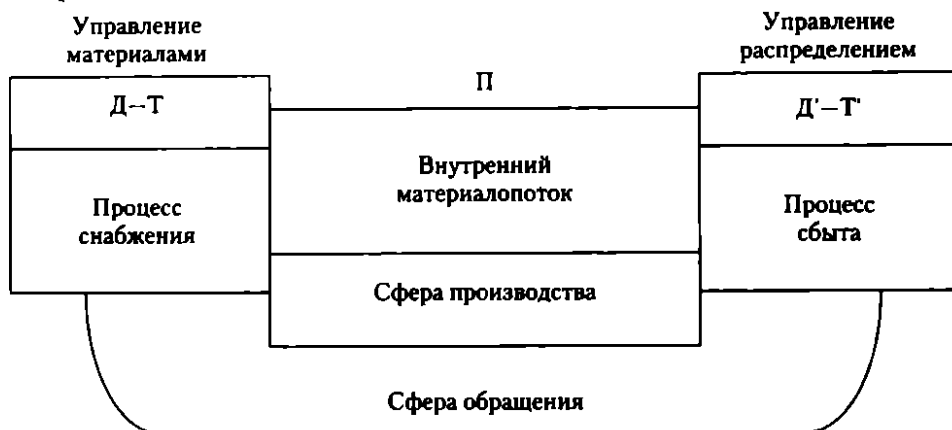 Управление
материалами
Управление
распределением
П
Д–Т
Д'–Т'
Внутренний
материалопоток
Процесс
снабжения
Процесс
сбыта
Сфера производства
Сфера обращения